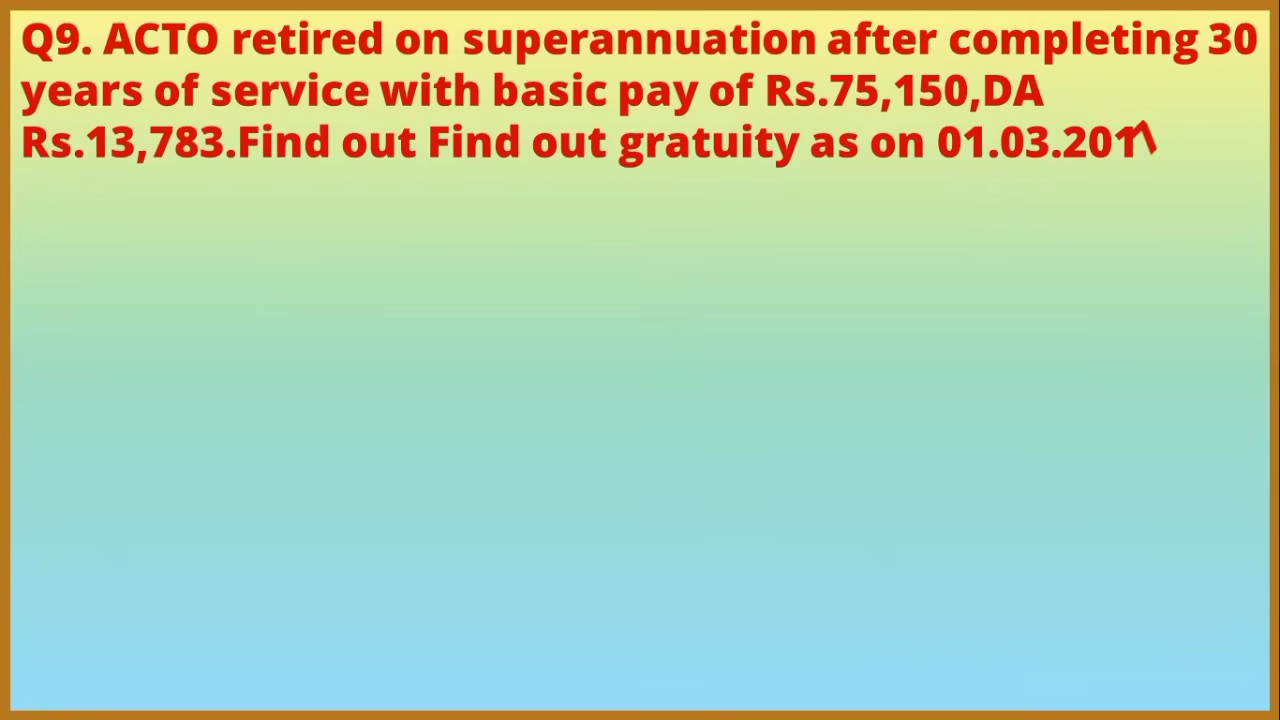 Q9. ACTO retired on superannuation after completing 30
years of service with basic pay of Rs.75,150,DA
Rs.13,783.Find out Find out gratuity as on 01.03.201